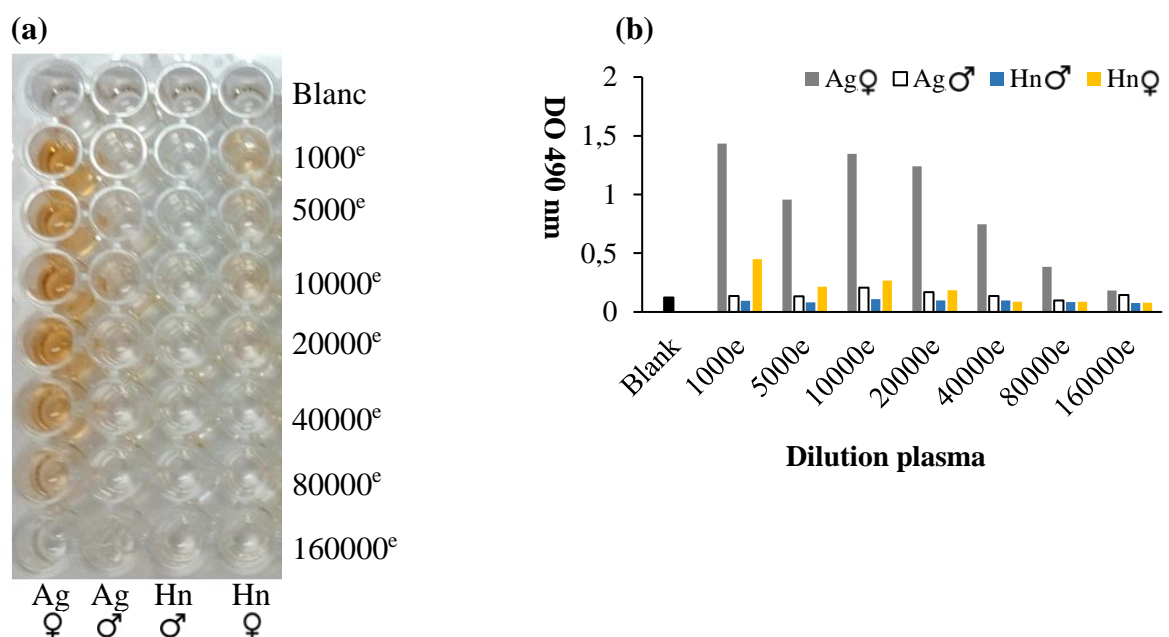 (a)
Blanc
1000ᵉ
5000ᵉ
10000ᵉ
20000ᵉ
40000ᵉ
80000ᵉ
160000ᵉ
Ag Ag Hn Hn
♀ ♂ ♂ ♀
(b)
Ag♀ Ag♂ Hn♂ Hn♀
DO 490 nm
2
1,5
1
0,5
0
Blank 1000e 5000e 10000e 20000e 40000e 80000e 160000e
Dilution plasma